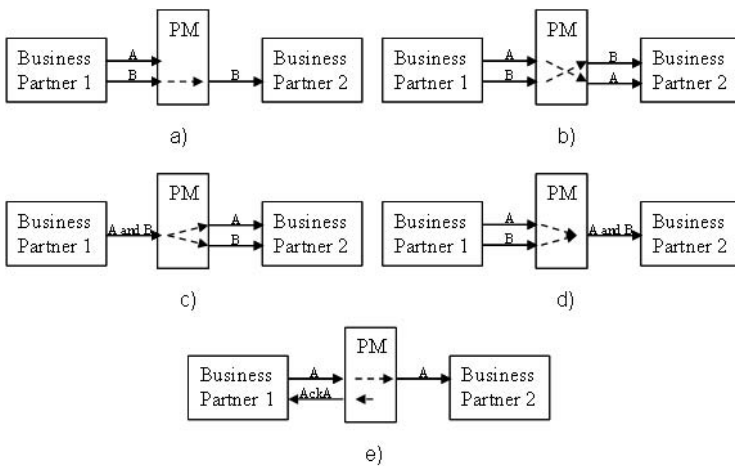 PM
Business
Partner 1
A
B
B
Business
Partner 2
a)
PM
Business
Partner 1
A
B
B
A
Business
Partner 2
b)
PM
Business
Partner 1
A and B
A
B
Business
Partner 2
c)
PM
Business
Partner 1
A
B
A and B
Business
Partner 2
d)
PM
Business
Partner 1
A
AckA
A
Business
Partner 2
e)